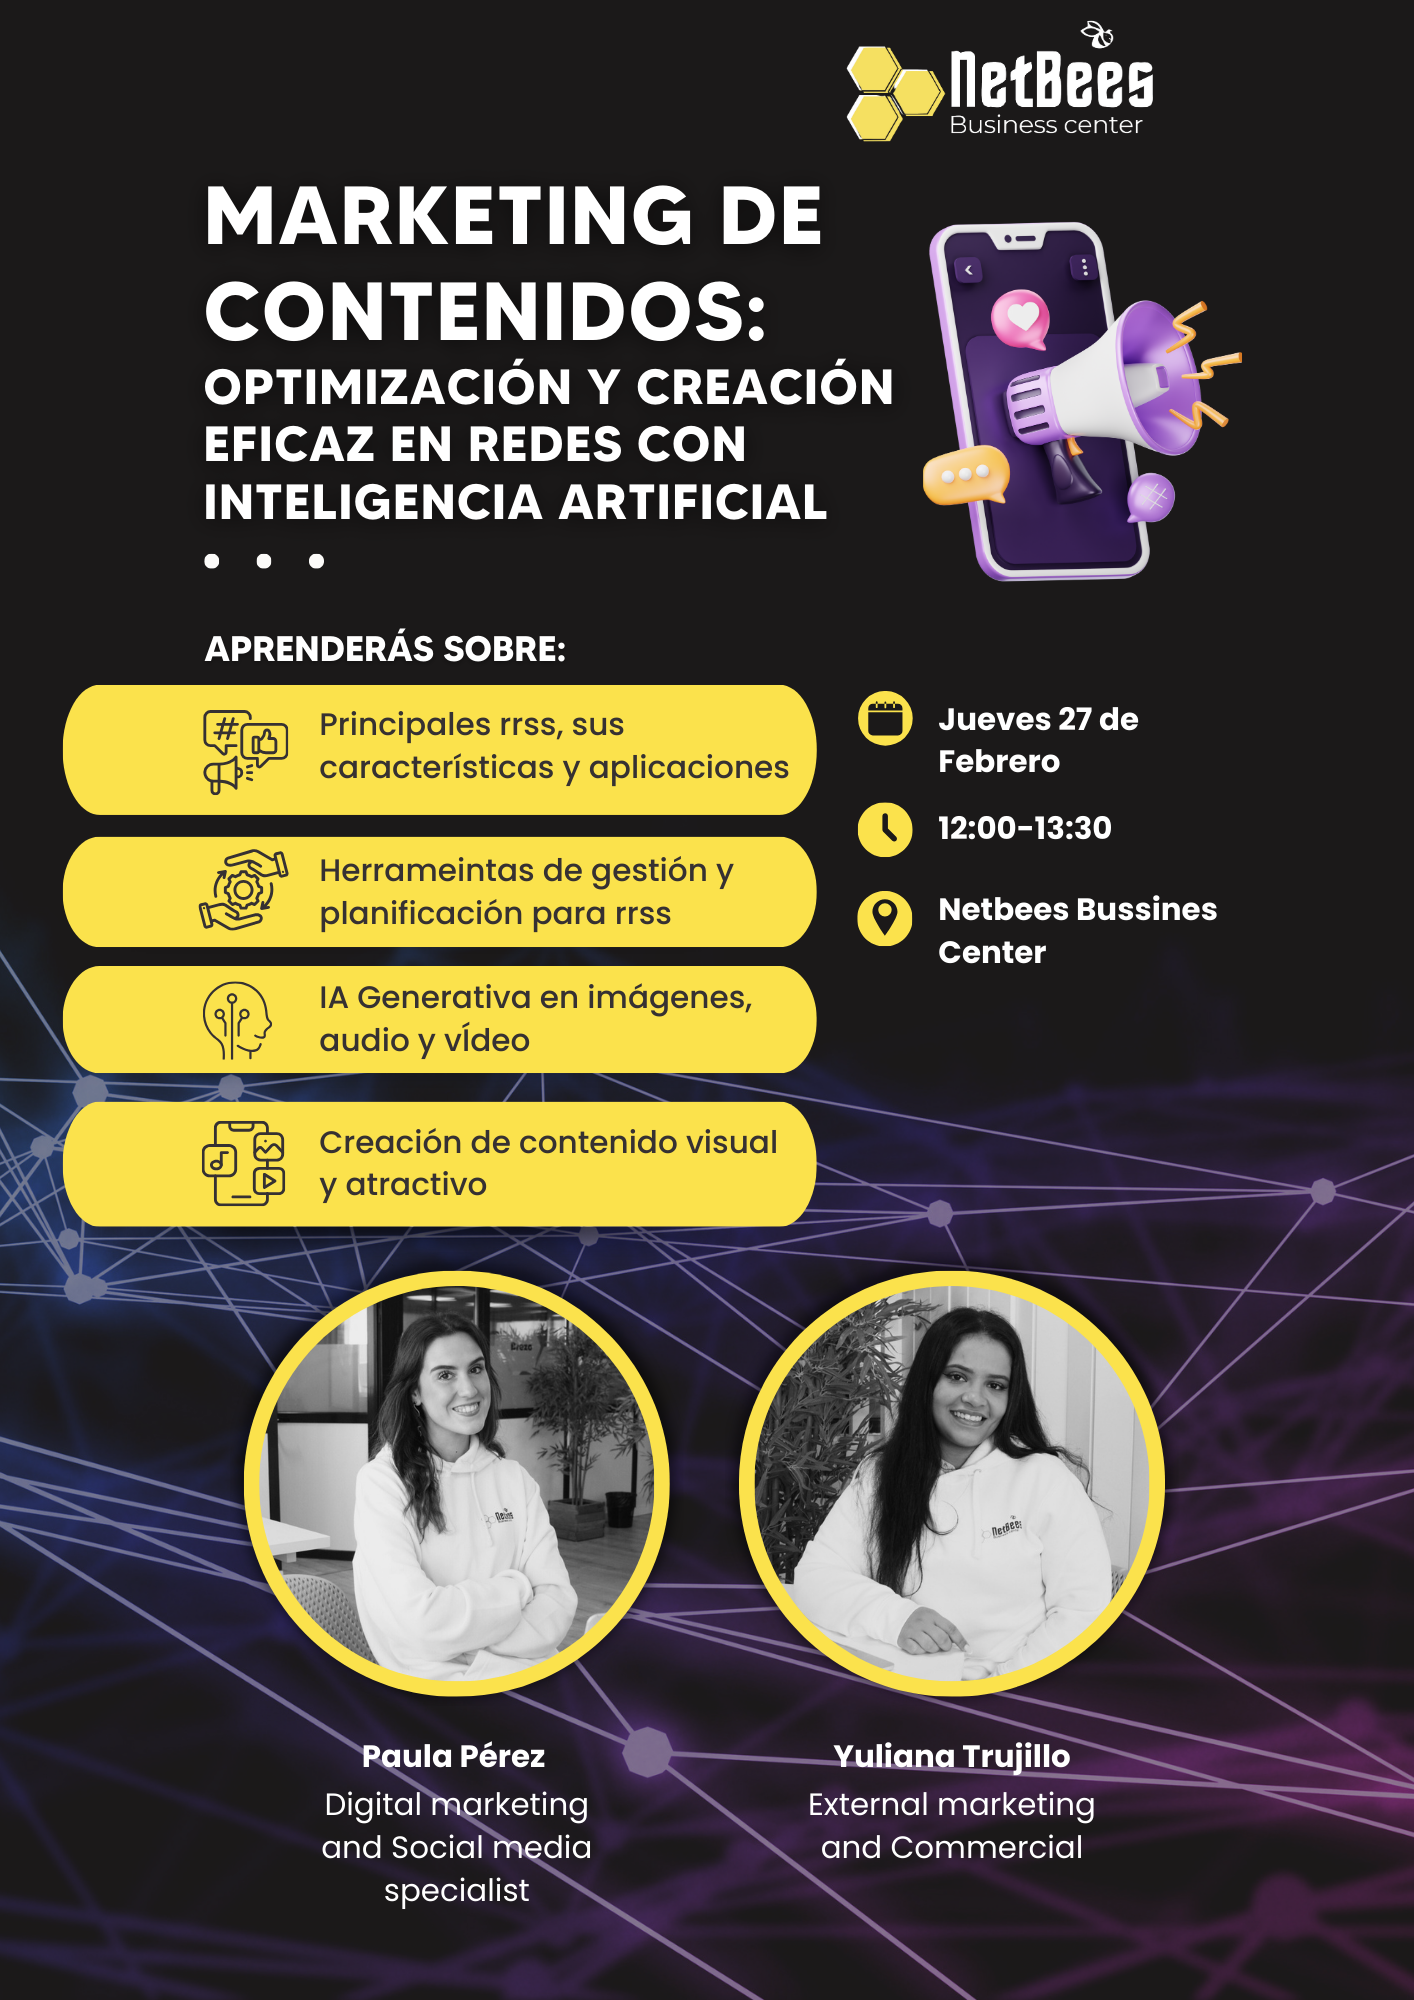 NetBees
Business center
MARKETING DE
CONTENIDOS:
OPTIMIZACIÓN Y CREACIÓN
EFICAZ EN REDES CON
INTELIGENCIA ARTIFICIAL
APRENDERÁS SOBRE:
Principales rrss, sus
características y aplicaciones
Jueves 27 de
Febrero
12:00-13:30
Herrameintas de gestión y
planificación para rrss
Netbees Bussines
Center
IA Generativa en imágenes,
audio y vÍdeo
Creación de contenido visual
y atractivo
NetBees
NetBees
Paula Pérez
Digital marketing
and Social media
specialist
Yuliana Trujillo
External marketing
and Commercial